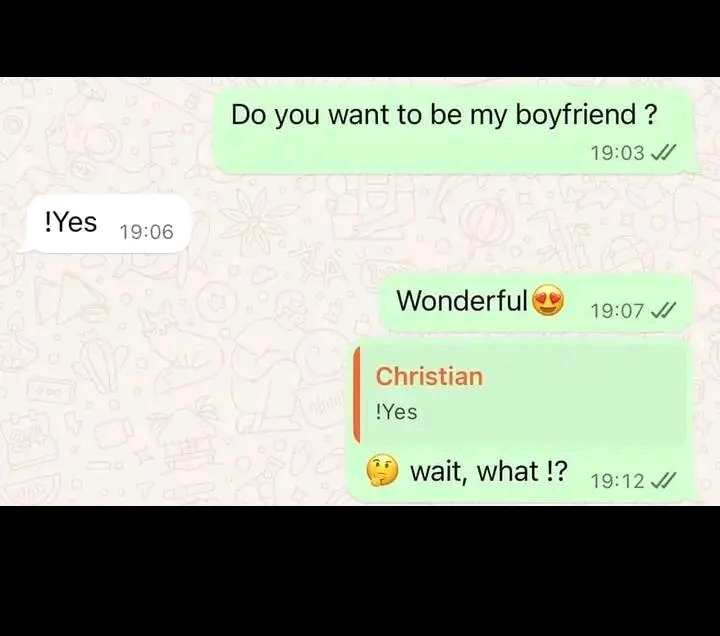 Do you want to be my boyfriend ?
19:03
!Yes 19:06
Wonderful😍 19:07
Christian
!Yes
🤔 wait, what !? 19:12